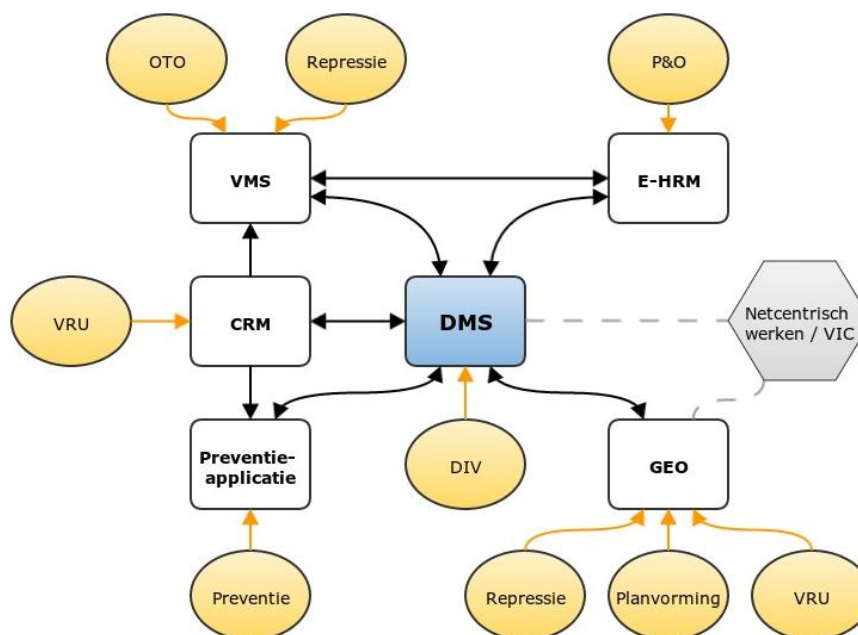 OTO
Repressie
P&O
VMS
E-HRM
VRU
CRM
DMS
Netcentrisch
werken / VIC
Preventie-
applicatie
DIV
GEO
Preventie
Repressie
Planvorming
VRU